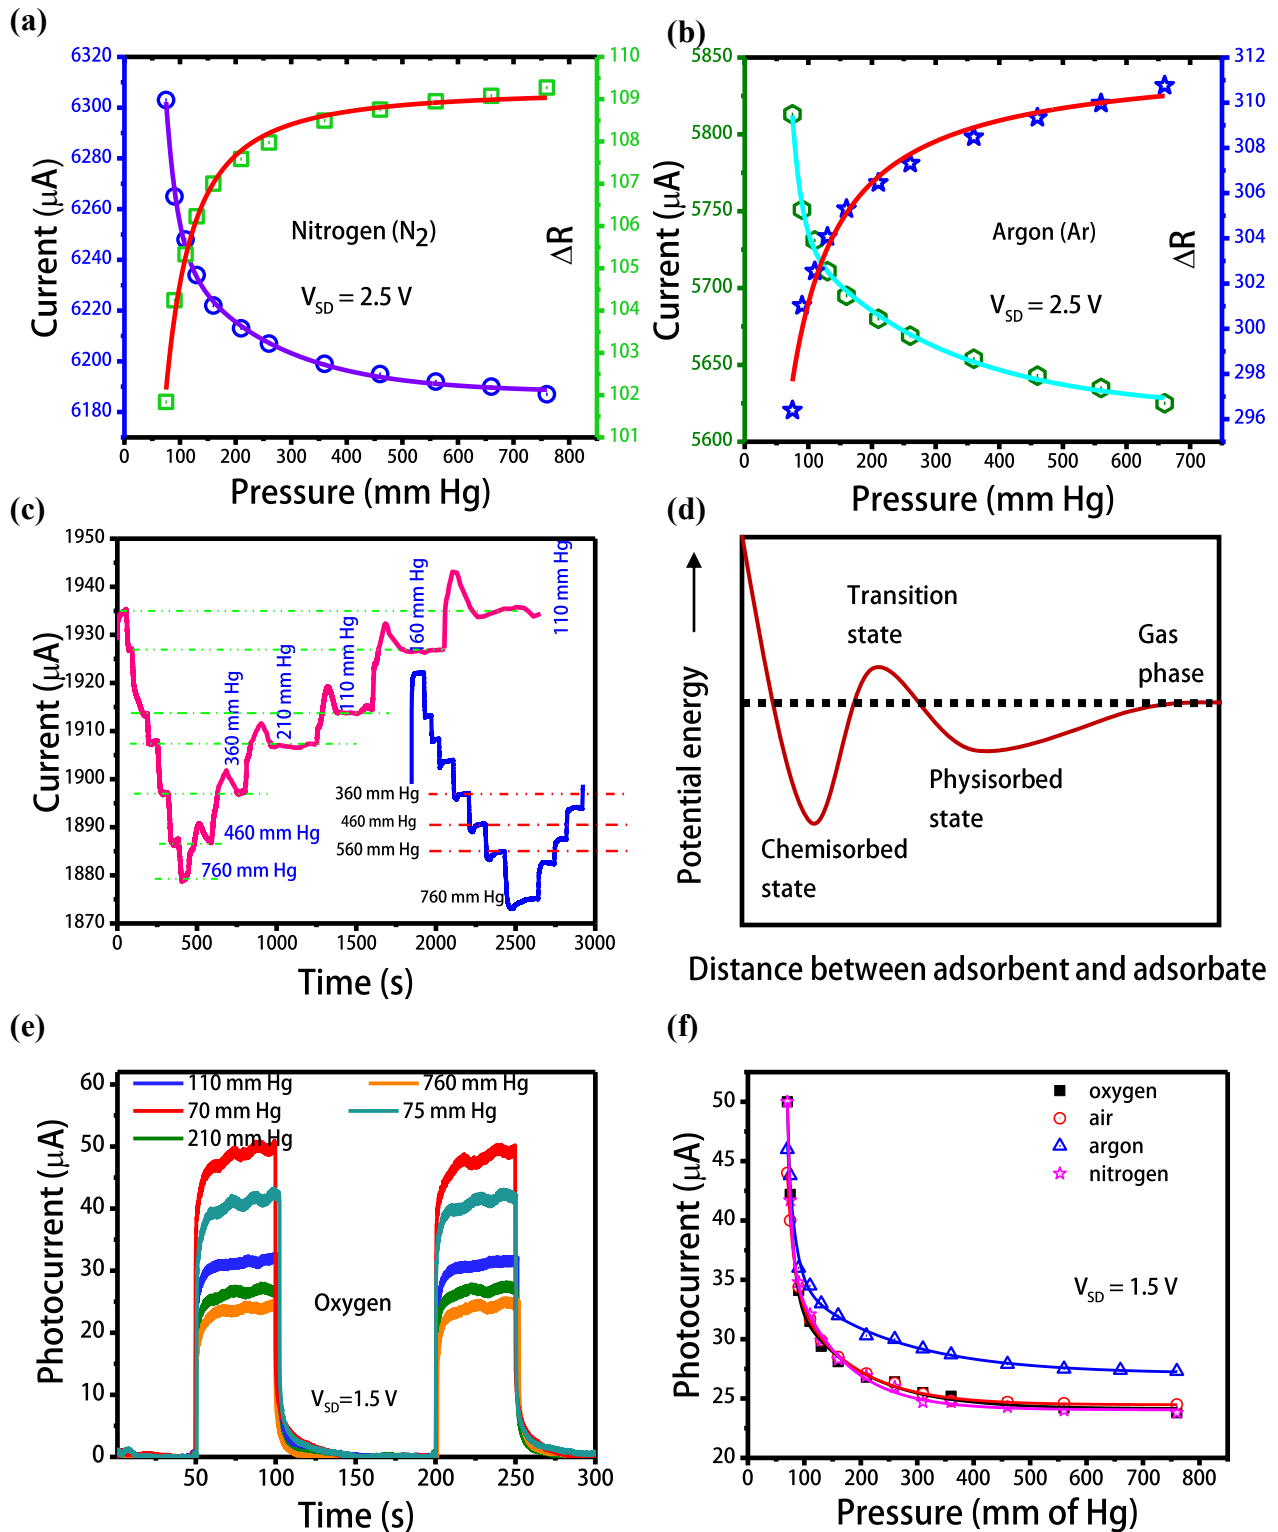 (a)
6320
6300
6280
6260
6240
6220
6200
6180
Current (μA)
110
109
108
107
106
105
104
103
102
101
ΔR
Nitrogen (N2)
VSD = 2.5 V
0 100 200 300 400 500 600 700 800
Pressure (mm Hg)
(b)
5850
5800
5750
5700
5650
5600
Current (μA)
312
310
308
306
304
302
300
298
296
ΔR
Argon (Ar)
VSD = 2.5 V
0 100 200 300 400 500 600 700
Pressure (mm Hg)
(c)
1950
1940
1930
1920
1910
1900
1890
1880
1870
Current (μA)
360 mm Hg
210 mm Hg
110 mm Hg
160 mm Hg
110 mm Hg
460 mm Hg
760 mm Hg
360 mm Hg
460 mm Hg
560 mm Hg
760 mm Hg
0 500 1000 1500 2000 2500 3000
Time (s)
(d)
Potential energy
Transition
state
Gas
phase
Physisorbed
state
Chemisorbed
state
Distance between adsorbent and adsorbate
(e)
60
50
40
30
20
10
0
Photocurrent (μA)
110 mm Hg
760 mm Hg
70 mm Hg
75 mm Hg
210 mm Hg
Oxygen
VSD=1.5 V
50 100 150 200 250 300
Time (s)
(f)
50
45
40
35
30
25
20
Photocurrent (μA)
oxygen
air
argon
nitrogen
VSD = 1.5 V
0 100 200 300 400 500 600 700 800
Pressure (mm of Hg)